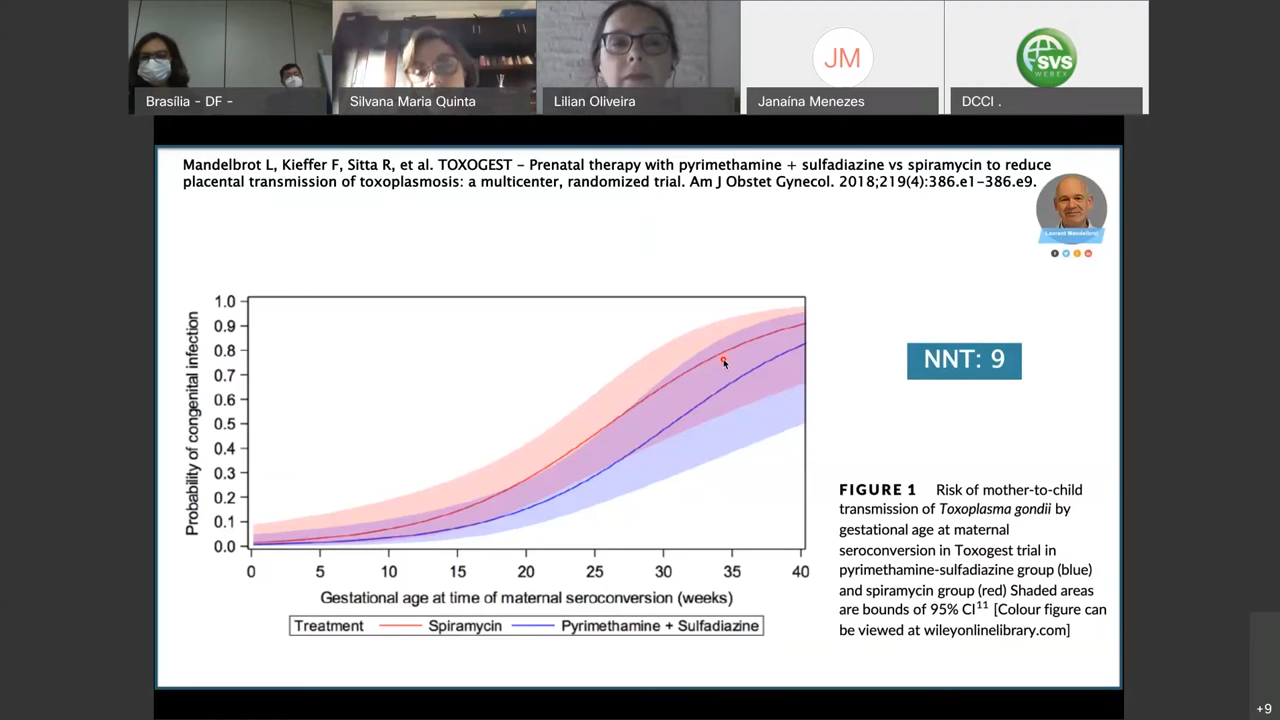 Brasília - DF -
Silvana Maria Quinta
Lilian Oliveira
JM
Janaína Menezes
svs
WEBEX
DCCI .
Mandelbrot L, Kieffer F, Sitta R, et al. TOXOGEST – Prenatal therapy with pyrimethamine + sulfadiazine vs spiramycin to reduce
placental transmission of toxoplasmosis: a multicenter, randomized trial. Am J Obstet Gynecol. 2018;219(4):386.e1-386.e9.
Laurent Mandelbrot
Probability of congenital infection
1.0
0.9
0.8
0.7
0.6
0.5
0.4
0.3
0.2
0.1
0.0
0 5 10 15 20 25 30 35 40
Gestational age at time of maternal seroconversion (weeks)
Treatment Spiramycin Pyrimethamine + Sulfadiazine
NNT: 9
FIGURE 1 Risk of mother-to-child
transmission of Toxoplasma gondii by
gestational age at maternal
seroconversion in Toxogest trial in
pyrimethamine-sulfadiazine group (blue)
and spiramycin group (red) Shaded areas
are bounds of 95% CI11 [Colour figure can
be viewed at wileyonlinelibrary.com]
+9